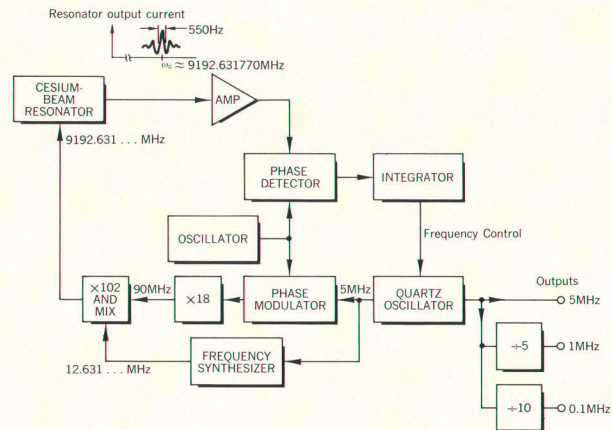 Resonator output current
550Hz
ωc ≈ 9192.631770MHz
CESIUM-
BEAM
RESONATOR
AMP
9192.631 . . . MHz
PHASE
DETECTOR
INTEGRATOR
OSCILLATOR
Frequency Control
×102
AND
MIX
90MHz
×18
PHASE
MODULATOR
5MHz
QUARTZ
OSCILLATOR
Outputs
5MHz
÷5
1MHz
12.631 . . . MHz
FREQUENCY
SYNTHESIZER
÷10
0.1MHz